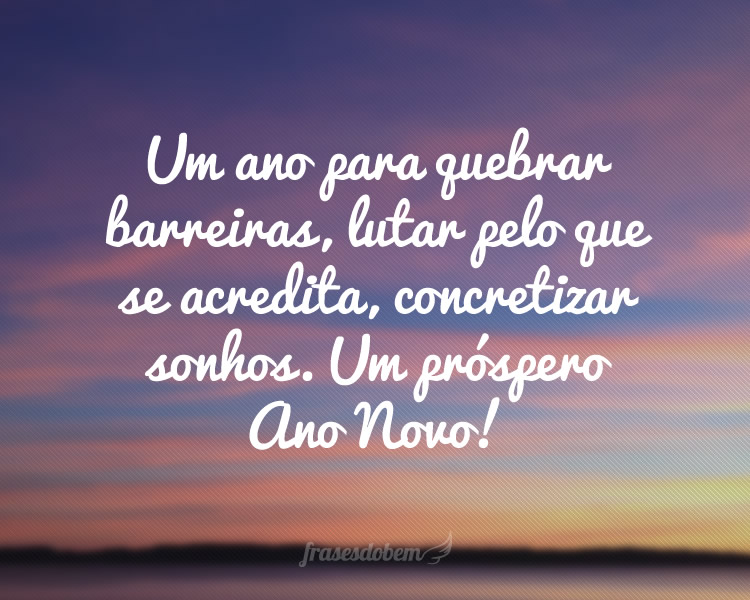 Um ano para quebrar
barreiras, lutar pelo que
se acredita, concretizar
sonhos. Um próspero
Ano Novo!
frasesdobem